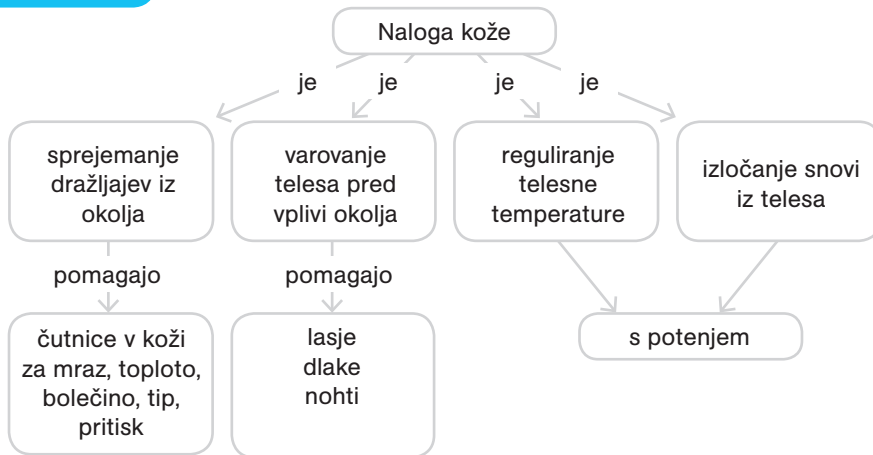 Naloga kože
je
je
je
je
sprejemanje
dražljajev iz
okolja
varovanje
telesa pred
vplivi okolja
reguliranje
telesne
temperature
izločanje snovi
iz telesa
pomagajo
pomagajo
čutnice v koži
za mraz, toploto,
bolečino, tip,
pritisk
lasje
dlake
nohti
s potenjem